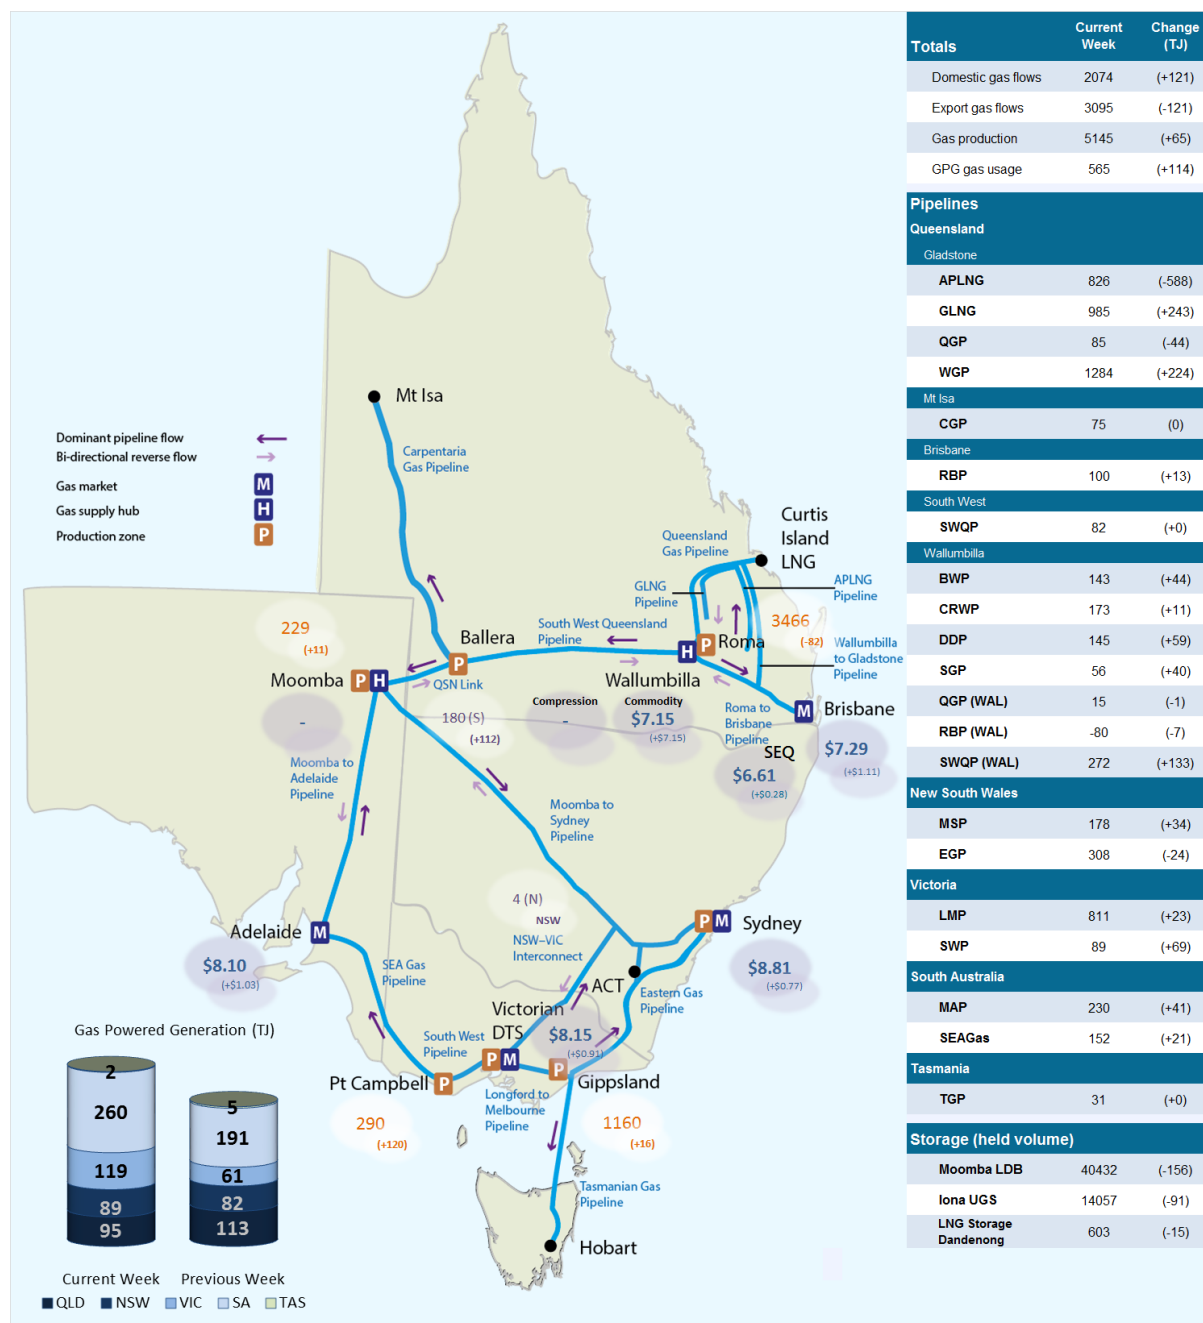 Mt Isa
Dominant pipeline flow
Bi-directional reverse flow
Gas market
M
Gas supply hub
H
Production zone
P
Carpentaria
Gas Pipeline
Curtis
Island
LNG
Queensland
Gas Pipeline
GLNG
Pipeline
APLNG
Pipeline
3466
(-82)
229
(+11)
Ballera
South West Queensland
Pipeline
P
H
P
Roma
Wallumbilla
to Gladstone
Pipeline
Moomba
P
H
QSN Link
Wallumbilla
180 (S)
(+112)
-
Compression
-
Commodity
$7.15
(+$7.15)
Roma to
Brisbane
Pipeline
M
Brisbane
$7.29
(+$1.11)
SEQ
$6.61
(+$0.28)
Moomba to
Adelaide
Pipeline
Moomba to
Sydney
Pipeline
4 (N)
NSW
NSW–VIC
Interconnect
P
M
Sydney
$8.81
(+$0.77)
Adelaide
M
$8.10
(+$1.03)
SEA Gas
Pipeline
ACT
Eastern Gas
Pipeline
Victorian
DTS
$8.15
(+$0.91)
South West
Pipeline
P
M
P
Gippsland
Pt Campbell
P
290
(+120)
Longford to
Melbourne
Pipeline
1160
(+16)
Tasmanian Gas
Pipeline
Hobart
Gas Powered Generation (TJ)
2
260
119
89
95
5
191
61
82
113
Current Week
Previous Week
QLD NSW VIC SA TAS
Totals Current Week Change (TJ)
Domestic gas flows 2074 (+121)
Export gas flows 3095 (-121)
Gas production 5145 (+65)
GPG gas usage 565 (+114)
Pipelines
Queensland
Gladstone
APLNG 826 (-588)
GLNG 985 (+243)
QGP 85 (-44)
WGP 1284 (+224)
Mt Isa
CGP 75 (0)
Brisbane
RBP 100 (+13)
South West
SWQP 82 (+0)
Wallumbilla
BWP 143 (+44)
CRWP 173 (+11)
DDP 145 (+59)
SGP 56 (+40)
QGP (WAL) 15 (-1)
RBP (WAL) -80 (-7)
SWQP (WAL) 272 (+133)
New South Wales
MSP 178 (+34)
EGP 308 (-24)
Victoria
LMP 811 (+23)
SWP 89 (+69)
South Australia
MAP 230 (+41)
SEAGas 152 (+21)
Tasmania
TGP 31 (+0)
Storage (held volume)
Moomba LDB 40432 (-156)
Iona UGS 14057 (-91)
LNG Storage
Dandenong 603 (-15)